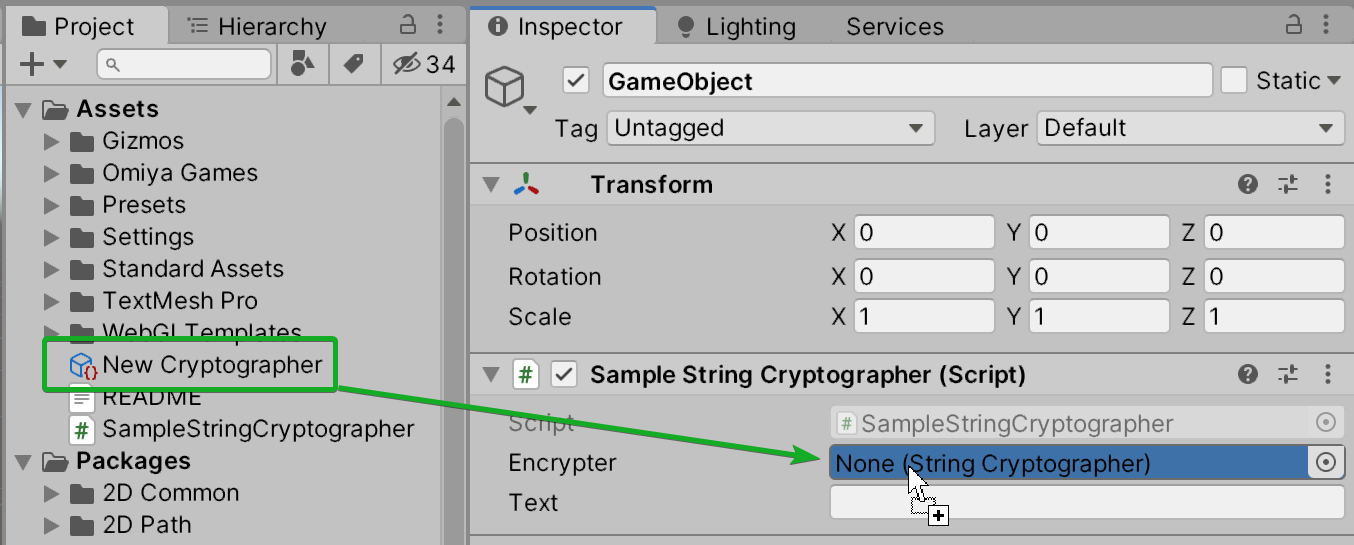 Project
Hierarchy
34
Assets
Gizmos
Omiya Games
Presets
Settings
Standard Assets
TextMesh Pro
WebGLTemplates
New Cryptographer
README
SampleStringCryptographer
Packages
2D Common
2D Path
Inspector
Lighting
Services
GameObject
Static
Tag Untagged Layer Default
Transform
Position X 0 Y 0 Z 0
Rotation X 0 Y 0 Z 0
Scale X 1 Y 1 Z 1
# Sample String Cryptographer (Script)
Script # SampleStringCryptographer
Encrypter None (String Cryptographer)
Text